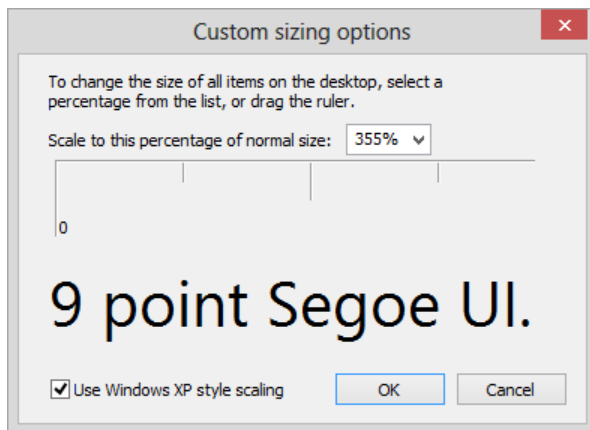 Custom sizing options
To change the size of all items on the desktop, select a
percentage from the list, or drag the ruler.
Scale to this percentage of normal size: 355%
0
9 point Segoe UI.
Use Windows XP style scaling OK Cancel